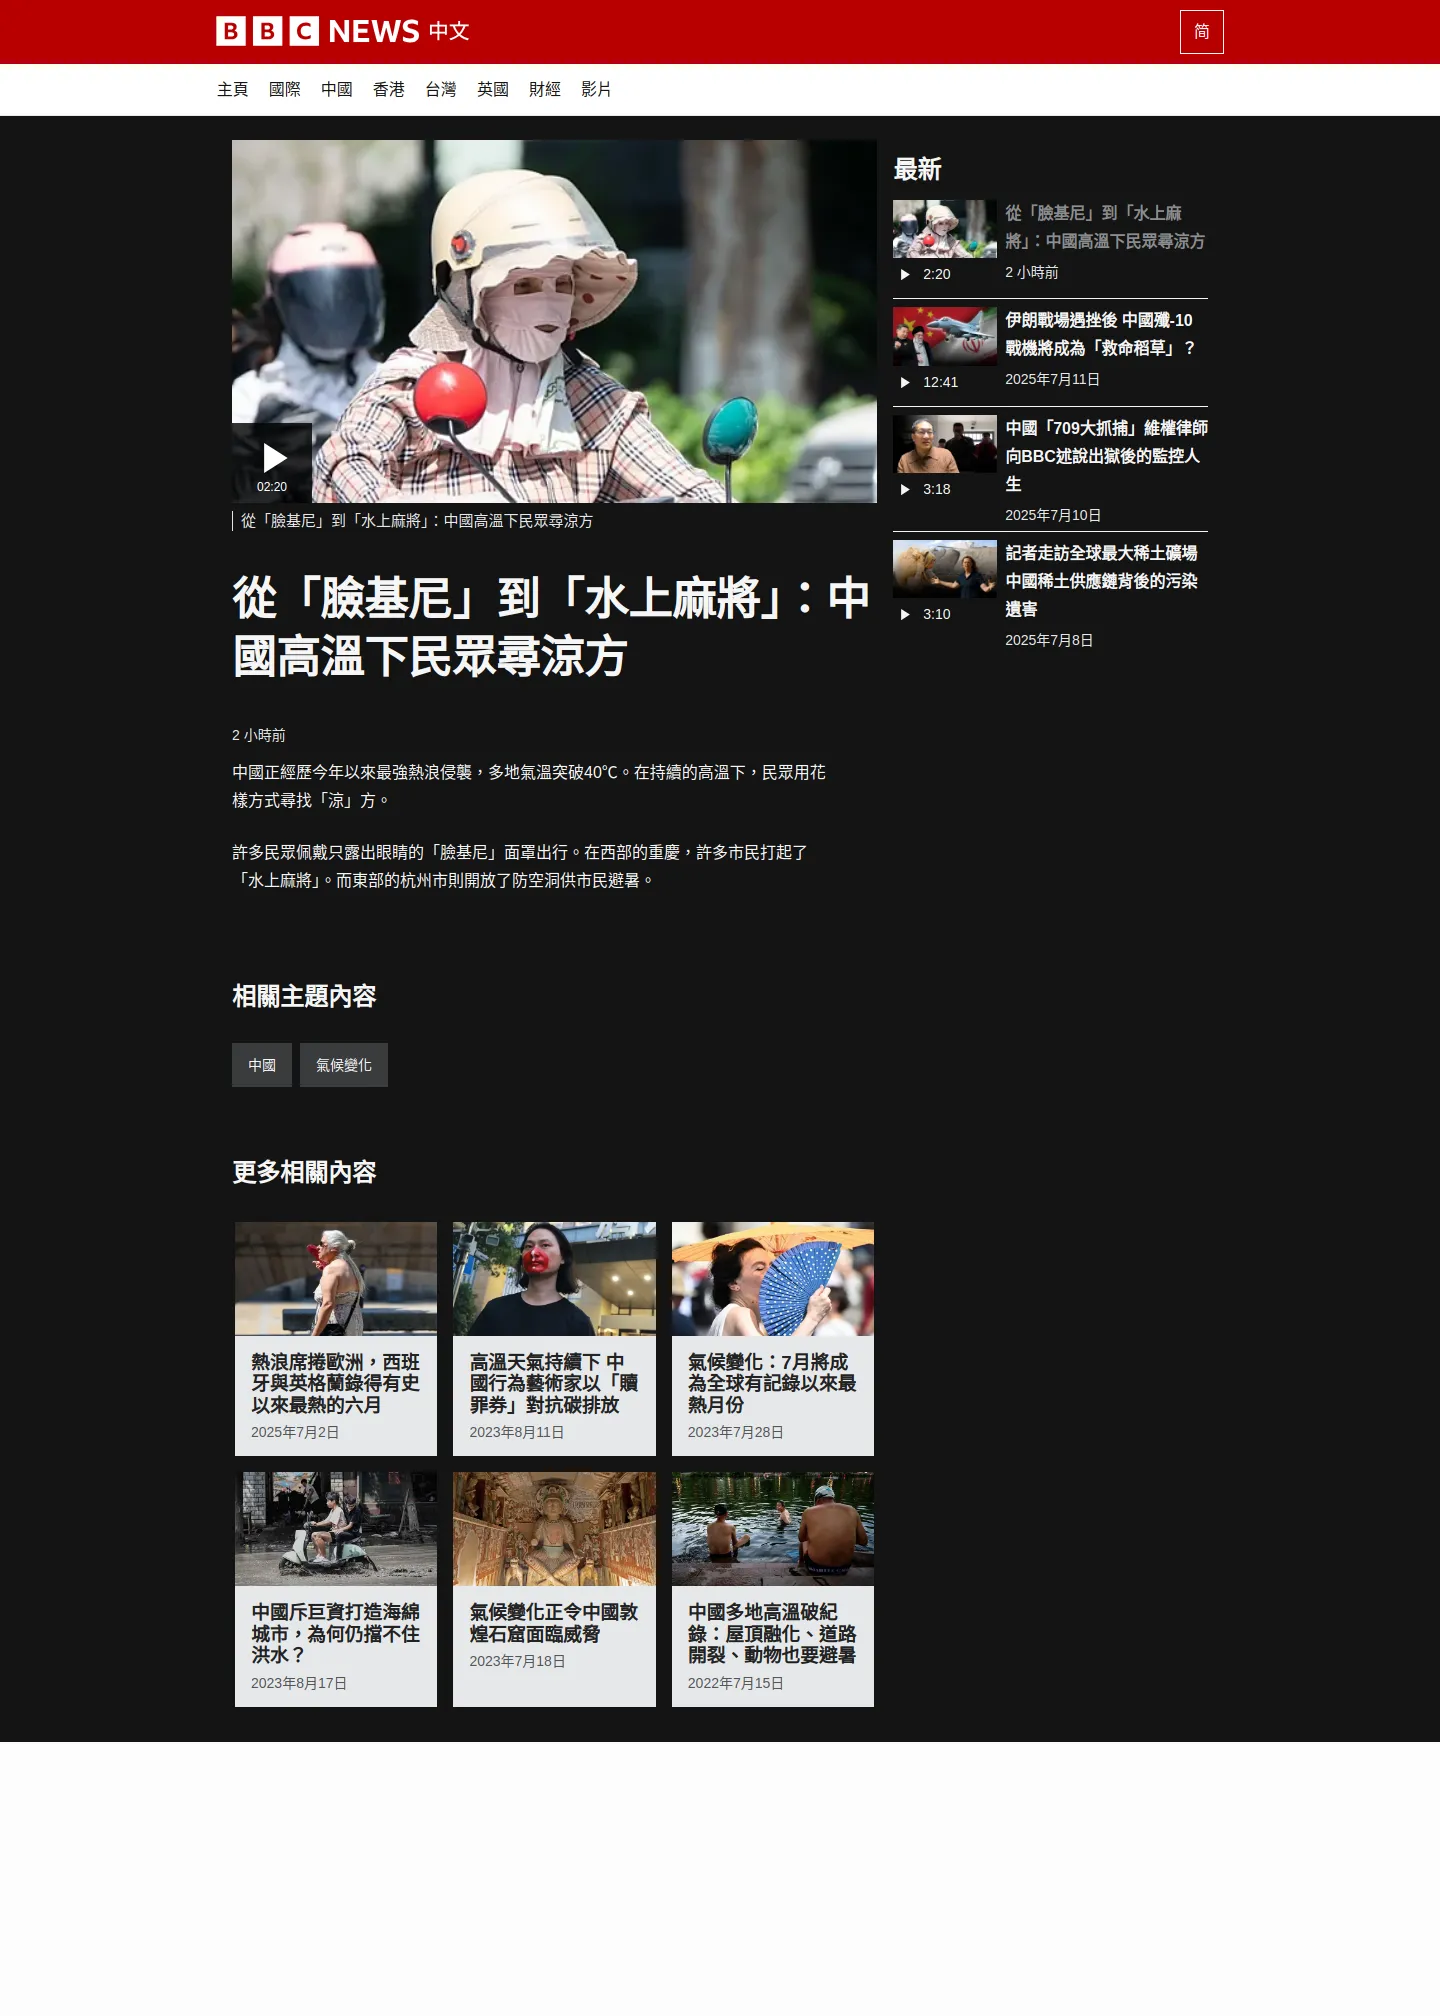 BBC NEWS 中文
简
主頁 國際 中國 香港 台灣 英國 財經 影片
02:20
從「臉基尼」到「水上麻將」：中國高溫下民眾尋涼方
從「臉基尼」到「水上麻將」：中
國高溫下民眾尋涼方
2 小時前
中國正經歷今年以來最強熱浪侵襲，多地氣溫突破40℃。在持續的高溫下，民眾用花
樣方式尋找「涼」方。
許多民眾佩戴只露出眼睛的「臉基尼」面罩出行。在西部的重慶，許多市民打起了
「水上麻將」。而東部的杭州市則開放了防空洞供市民避暑。
最新
從「臉基尼」到「水上麻
將」：中國高溫下民眾尋涼方
2:20
2 小時前
伊朗戰場遇挫後 中國殲-10
戰機將成為「救命稻草」？
12:41
2025年7月11日
中國「709大抓捕」維權律師
向BBC述說出獄後的監控人
生
3:18
2025年7月10日
記者走訪全球最大稀土礦場
中國稀土供應鏈背後的污染
遺害
3:10
2025年7月8日
相關主題內容
中國
氣候變化
更多相關內容
熱浪席捲歐洲，西班
牙與英格蘭錄得有史
以來最熱的六月
2025年7月2日
高溫天氣持續下 中
國行為藝術家以「贖
罪券」對抗碳排放
2023年8月11日
氣候變化：7月將成
為全球有記錄以來最
熱月份
2023年7月28日
中國斥巨資打造海綿
城市，為何仍擋不住
洪水？
2023年8月17日
氣候變化正令中國敦
煌石窟面臨威脅
2023年7月18日
中國多地高溫破紀
錄：屋頂融化、道路
開裂、動物也要避暑
2022年7月15日